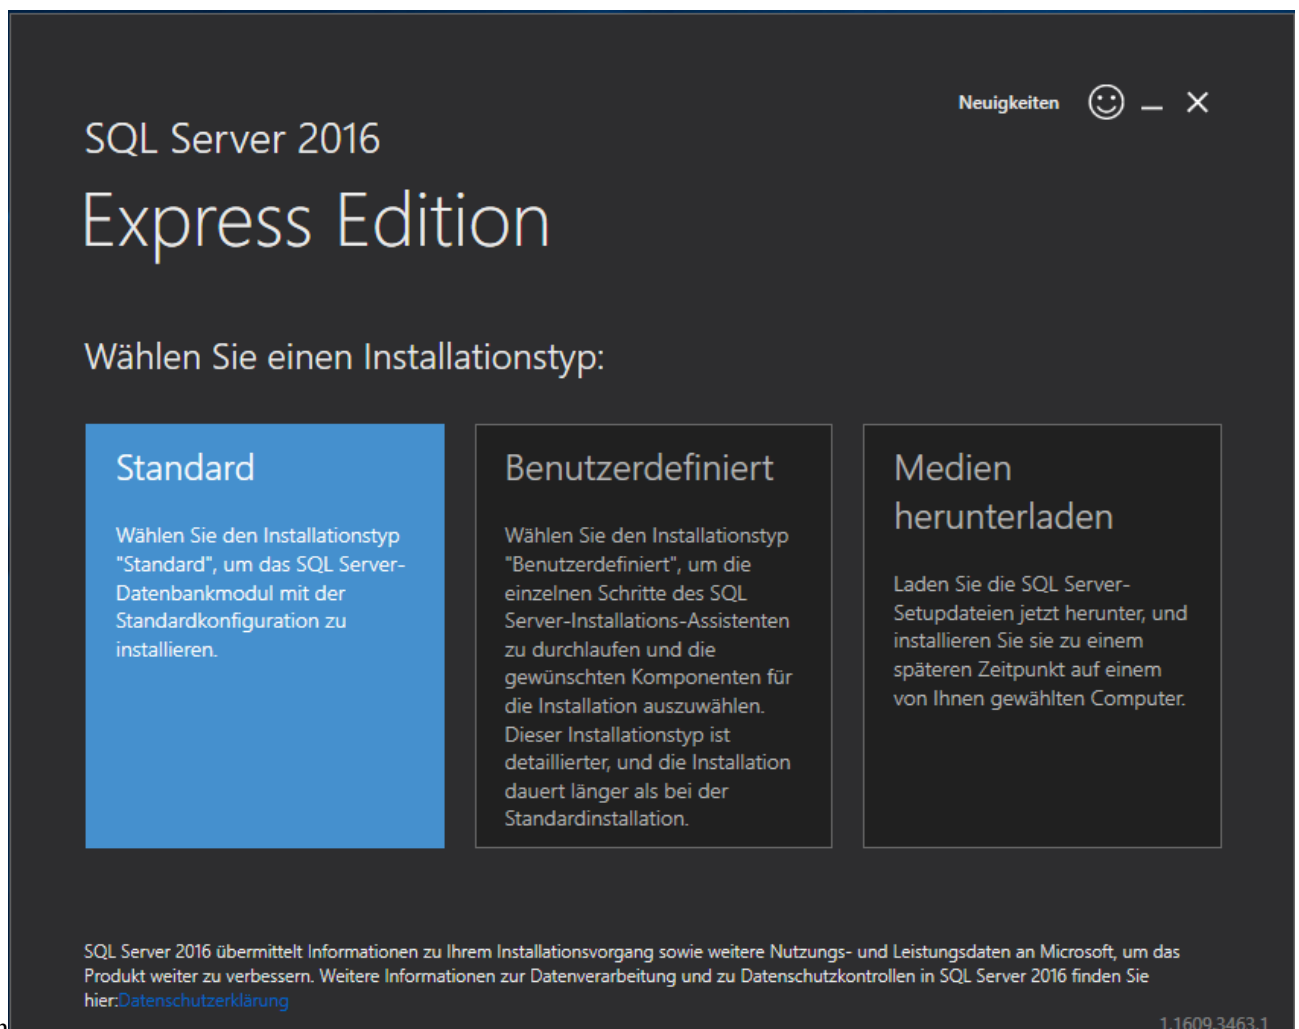 Neuigkeiten
SQL Server 2016
Express Edition
Wählen Sie einen Installationstyp:
Standard
Wählen Sie den Installationstyp
"Standard", um das SQL Server-
Datenbankmodul mit der
Standardkonfiguration zu
installieren.
Benutzerdefiniert
Wählen Sie den Installationstyp
"Benutzerdefiniert", um die
einzelnen Schritte des SQL
Server-Installations-Assistenten
zu durchlaufen und die
gewünschten Komponenten für
die Installation auszuwählen.
Dieser Installationstyp ist
detaillierter, und die Installation
dauert länger als bei der
Standardinstallation.
Medien
herunterladen
Laden Sie die SQL Server-
Setupdateien jetzt herunter, und
installieren Sie sie zu einem
späteren Zeitpunkt auf einem
von Ihnen gewählten Computer.
SQL Server 2016 übermittelt Informationen zu Ihrem Installationsvorgang sowie weitere Nutzungs- und Leistungsdaten an Microsoft, um das
Produkt weiter zu verbessern. Weitere Informationen zur Datenverarbeitung und zu Datenschutzkontrollen in SQL Server 2016 finden Sie
hier:Datenschutzerklärung
1.1609.3463.1